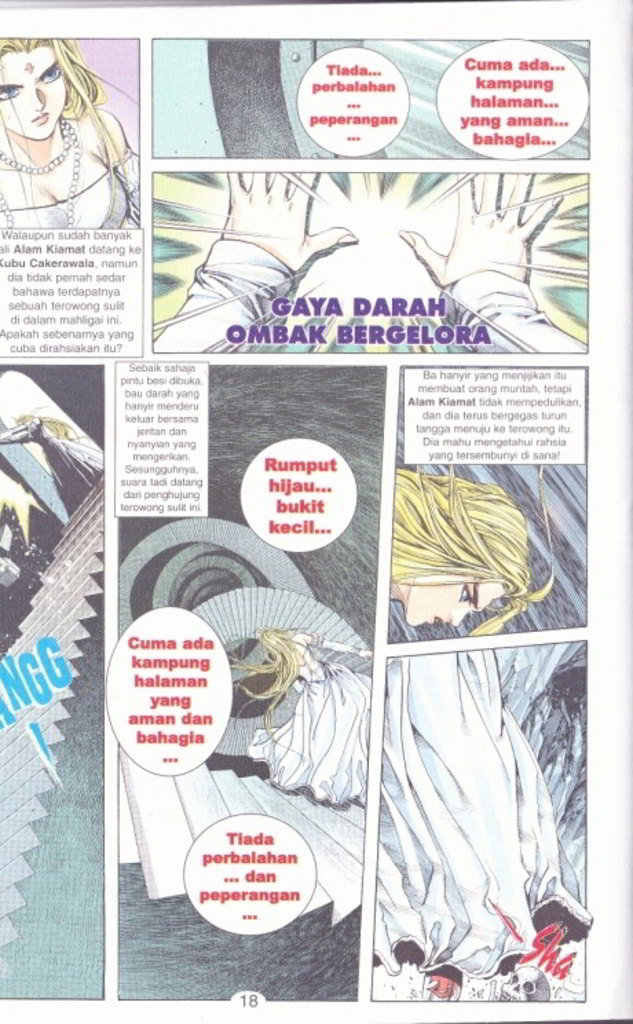 Tiada...
perbalahan
...
peperangan
...
Cuma ada...
kampung
halaman...
yang aman...
bahagia...
Walaupun sudah banyak
ali Alam Kiamat datang ke
Kubu Cakerawala, namun
dia tidak pernah sedar
bahawa terdapatnya
sebuah terowong sulit
di dalam mahligai ini.
Apakah sebenarnya yang
cuba dirahsiakan itu?
GAYA DARAH
OMBAK BERGELORA
Sebaik sahaja
pintu besi dibuka,
bau darah yang
hanyir menderu
keluar bersama
jeritan dan
nyanyian yang
mengerikan.
Sesungguhnya,
suara tadi datang
dari penghujung
terowong sulit ini.
Rumput
hijau...
bukit
kecil...
Ba hanyir yang menjijikan itu
membuat orang muntah, tetapi
Alam Kiamat tidak mempedulikan,
dan dia terus bergegas turun
tangga menuju ke terowong itu.
Dia mahu mengetahui rahsia
yang tersembunyi di sana!
ANGG
!
Cuma ada
kampung
halaman
yang
aman dan
bahagia
...
Tiada
perbalahan
... dan
peperangan
...
Sha
18